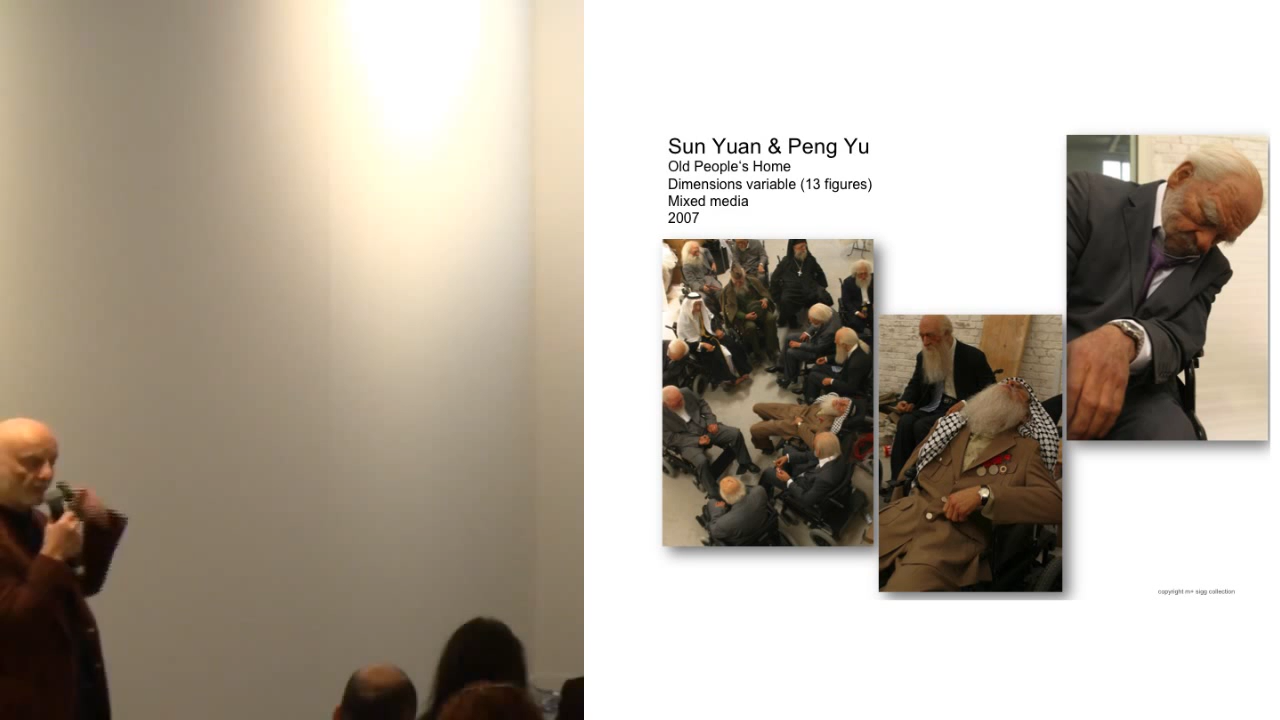 Sun Yuan & Peng Yu
Old People's Home
Dimensions variable (13 figures)
Mixed media
2007
copyright m+ sigg collection